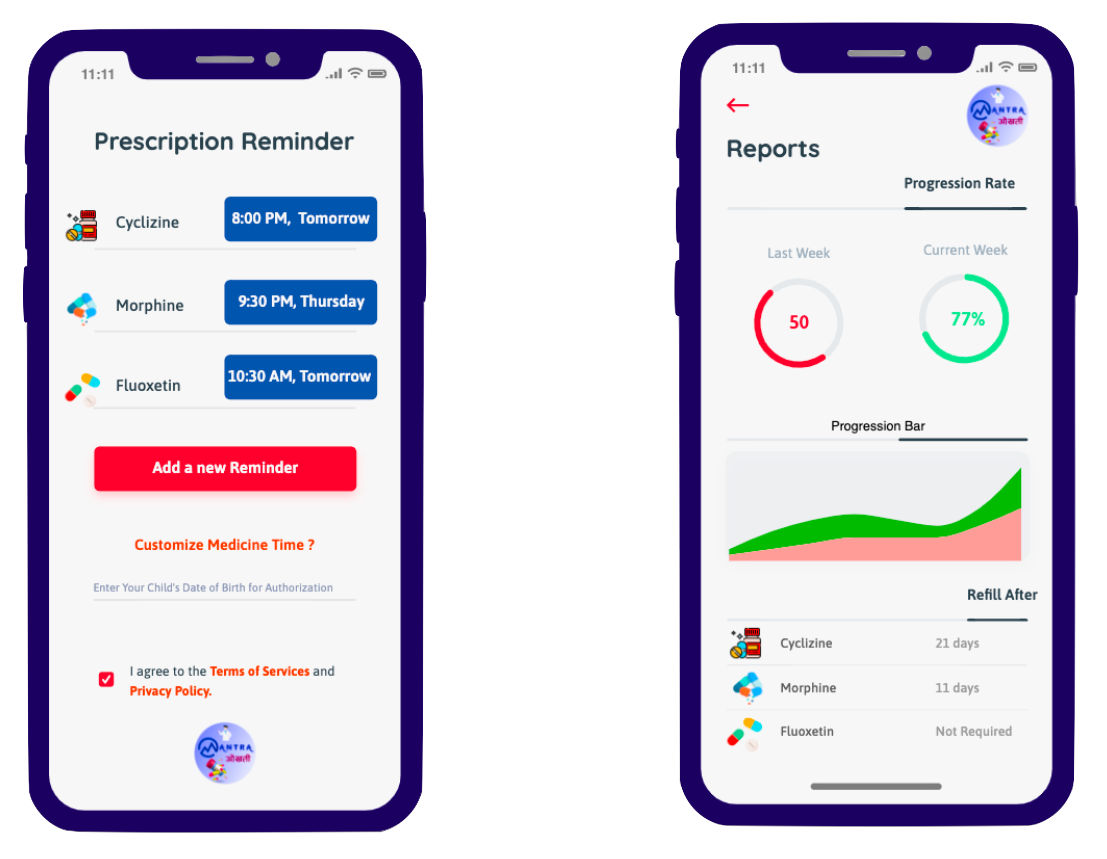 11:11
Prescription Reminder
Cyclizine
8:00 PM, Tomorrow
Morphine
9:30 PM, Thursday
Fluoxetin
10:30 AM, Tomorrow
Add a new Reminder
Customize Medicine Time ?
Enter Your Child's Date of Birth for Authorization
I agree to the Terms of Services and
Privacy Policy.
MANTRA
ओखती
11:11
MANTRA
ओखती
Reports
Progression Rate
Last Week
Current Week
50
77%
Progression Bar
Refill After
Cyclizine
21 days
Morphine
11 days
Fluoxetin
Not Required